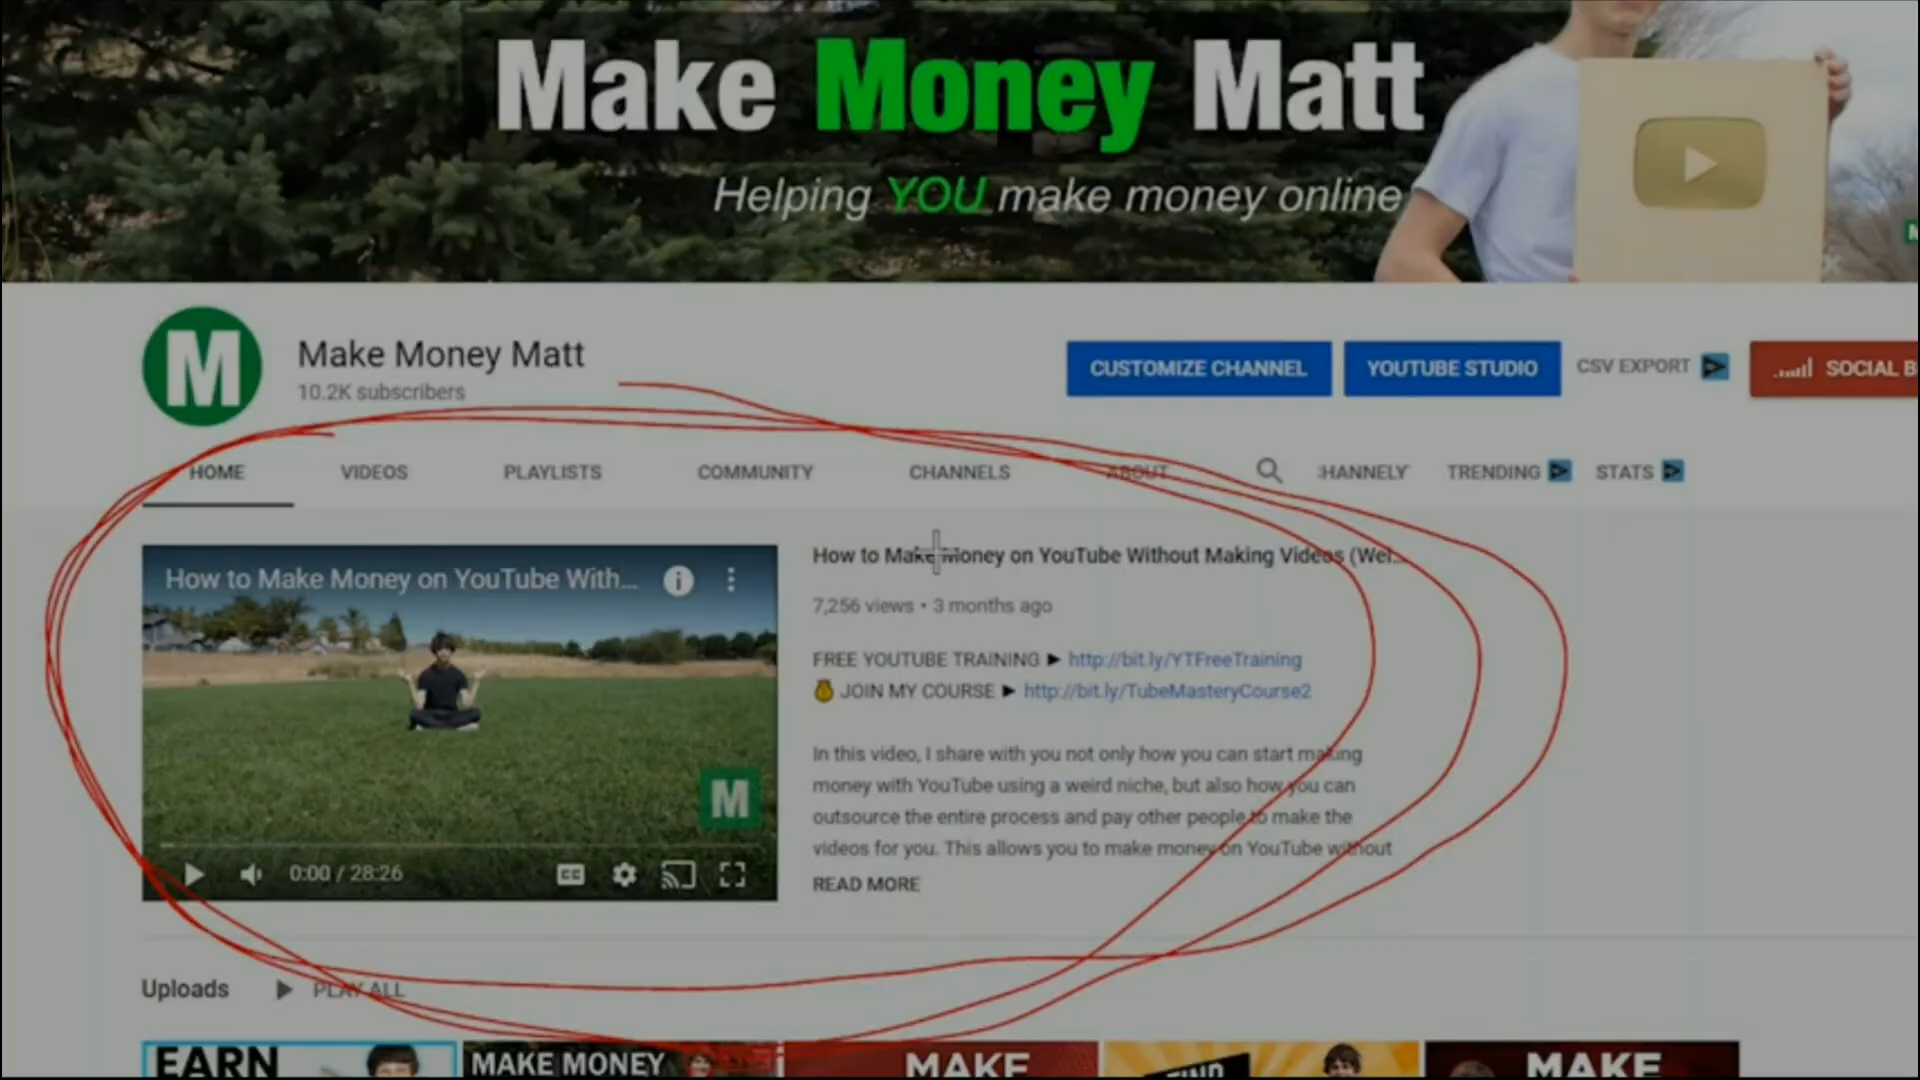 Make Money Matt
Helping YOU make money online
M
Make Money Matt
10.2K subscribers
CUSTOMIZE CHANNEL
YOUTUBE STUDIO
CSV EXPORT
SOCIAL B
HOME
VIDEOS
PLAYLISTS
COMMUNITY
CHANNELS
ABOUT
HANNELY
TRENDING
STATS
How to Make Money on YouTube With...
M
0:00 / 28:26
CC
How to Make Money on YouTube Without Making Videos (Wel...
7,256 views • 3 months ago
FREE YOUTUBE TRAINING ► http://bit.ly/YTFreeTraining
💰 JOIN MY COURSE ► http://bit.ly/TubeMasteryCourse2
In this video, I share with you not only how you can start making
money with YouTube using a weird niche, but also how you can
outsource the entire process and pay other people to make the
videos for you. This allows you to make money on YouTube without
READ MORE
Uploads
PLAY ALL
EARN
MAKE MONEY
MAKE
FIND
MAKE